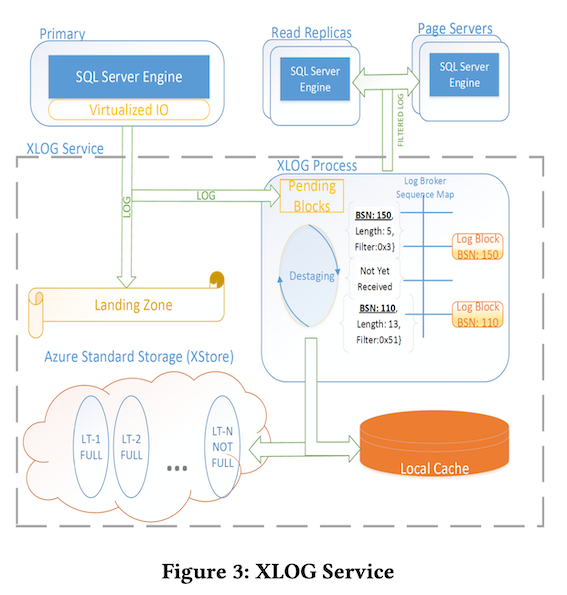 Primary
SQL Server Engine
Virtualized IO
Read Replicas
SQL Server
Engine
Page Servers
SQL Server
Engine
FILTERED LOG
XLOG Service
LOG
LOG
Landing Zone
XLOG Process
Pending
Blocks
Destaging
Log Broker
Sequence Map
BSN: 150,
Length: 5,
Filter:0x3}
Not Yet
Received
BSN: 110,
Length: 13,
Filter:0x51}
Log Block
BSN: 150
Log Block
BSN: 110
Azure Standard Storage (XStore)
LT-1
FULL
LT-2
FULL
...
LT-N
NOT
FULL
Local Cache
Figure 3: XLOG Service